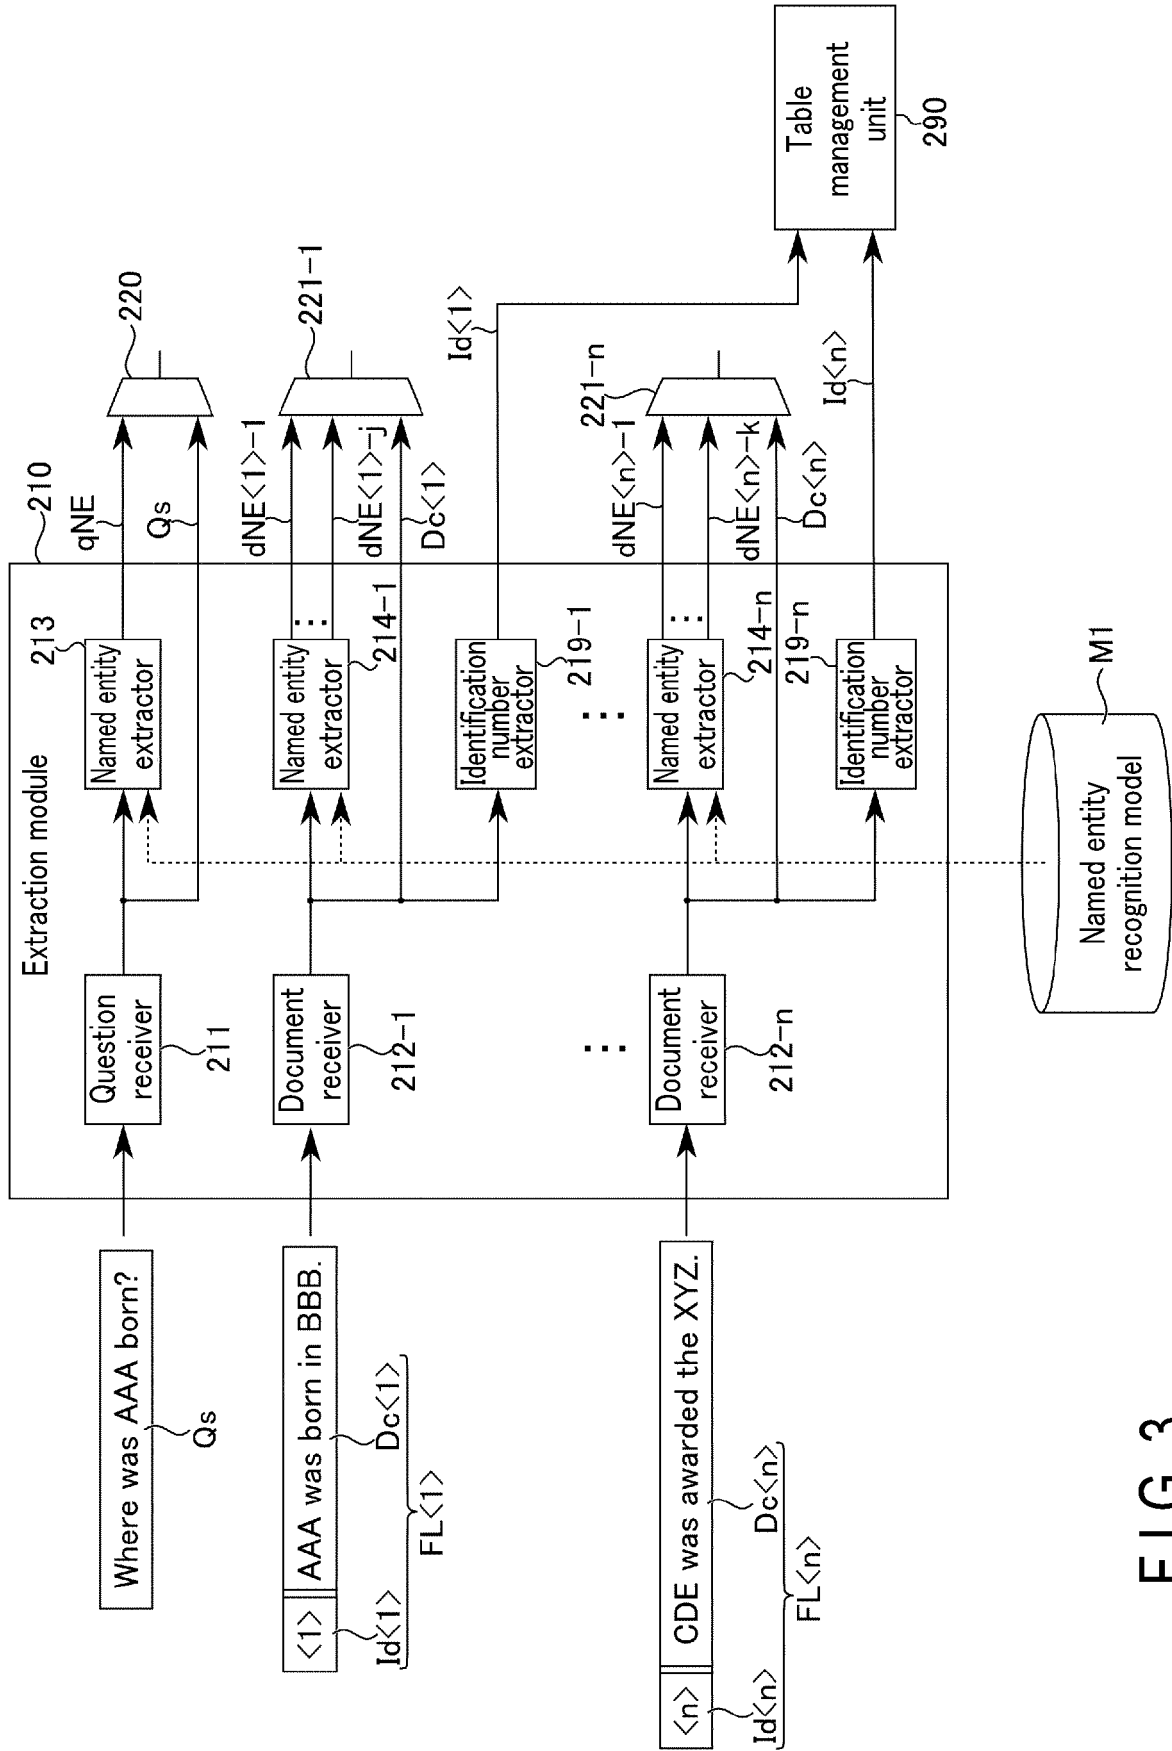 Extraction module
210
Where was AAA born?
Qs
Question
receiver
211
Named entity
extractor
213
qNE
Qs
220
<1>
AAA was born in BBB.
Id<1>
Dc<1>
FL<1>
Document
receiver
212-1
Named entity
extractor
214-1
dNE<1>-1
...
dNE<1>-j
Dc<1>
221-1
Identification
number
extractor
219-1
Id<1>
...
...
<n>
CDE was awarded the XYZ.
Id<n>
Dc<n>
FL<n>
Document
receiver
212-n
Named entity
extractor
214-n
dNE<n>-1
...
dNE<n>-k
Dc<n>
221-n
Identification
number
extractor
219-n
Id<n>
Table
management
unit
290
Named entity
recognition model
M1
FIG. 3